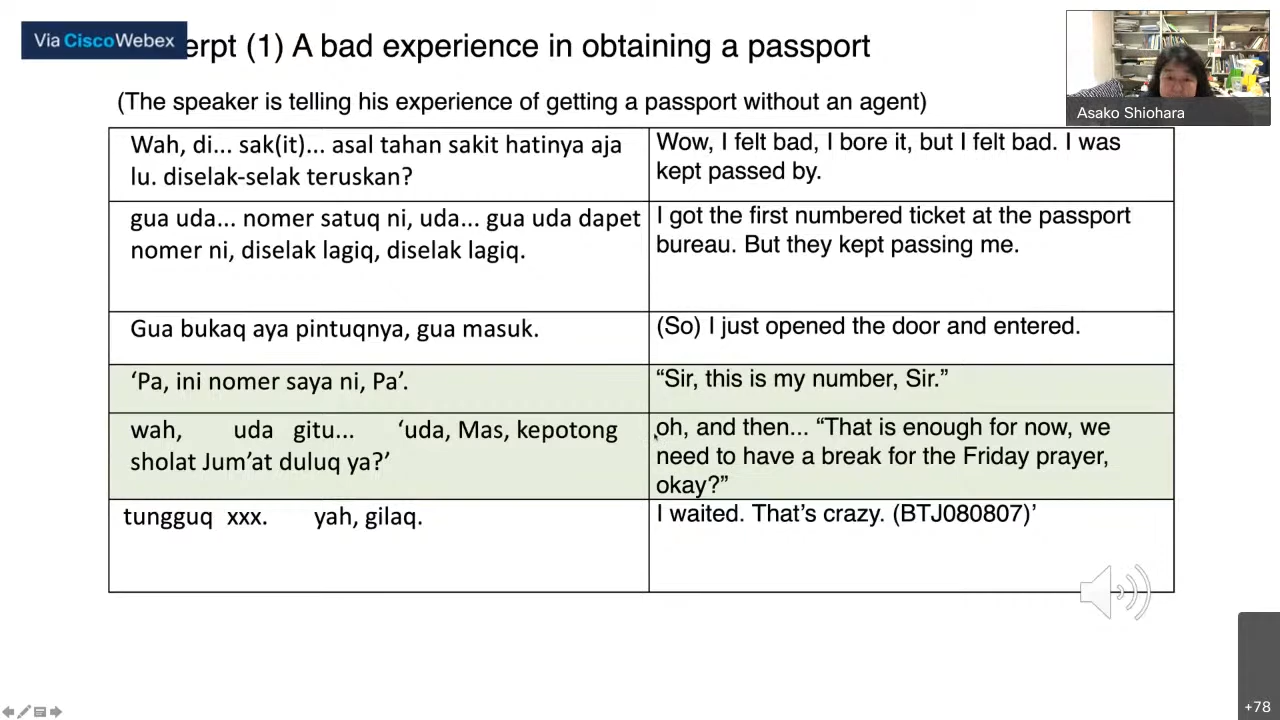 Via Cisco Webex
erpt (1) A bad experience in obtaining a passport
Asako Shiohara
(The speaker is telling his experience of getting a passport without an agent)
Wah, di... sak(it)... asal tahan sakit hatinya aja
lu. diselak-selak teruskan?
Wow, I felt bad, I bore it, but I felt bad. I was
kept passed by.
gua uda... nomer satuq ni, uda... gua uda dapet
nomer ni, diselak lagiq, diselak lagiq.
I got the first numbered ticket at the passport
bureau. But they kept passing me.
Gua bukaq aya pintuqnya, gua masuk.
(So) I just opened the door and entered.
‘Pa, ini nomer saya ni, Pa’.
“Sir, this is my number, Sir.”
wah, uda gitu... ‘uda, Mas, kepotong
sholat Jum’at duluq ya?’
oh, and then... “That is enough for now, we
need to have a break for the Friday prayer,
okay?”
tungguq xxx. yah, gilaq.
I waited. That’s crazy. (BTJ080807)’
+78